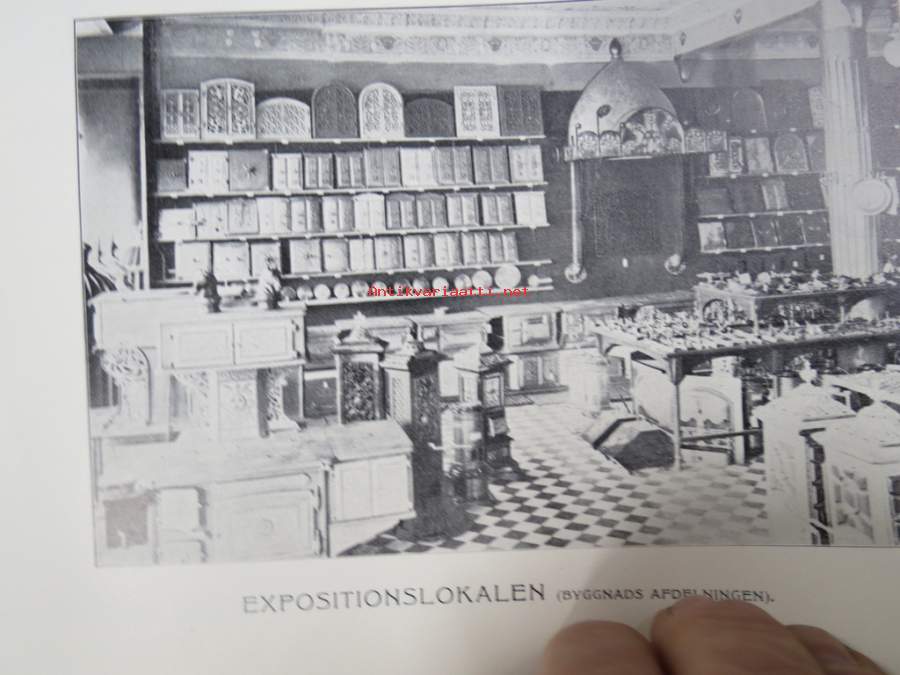 Antikvariaatti.net
EXPOSITIONSLOKALEN (BYGGNADS AFDELNINGEN).